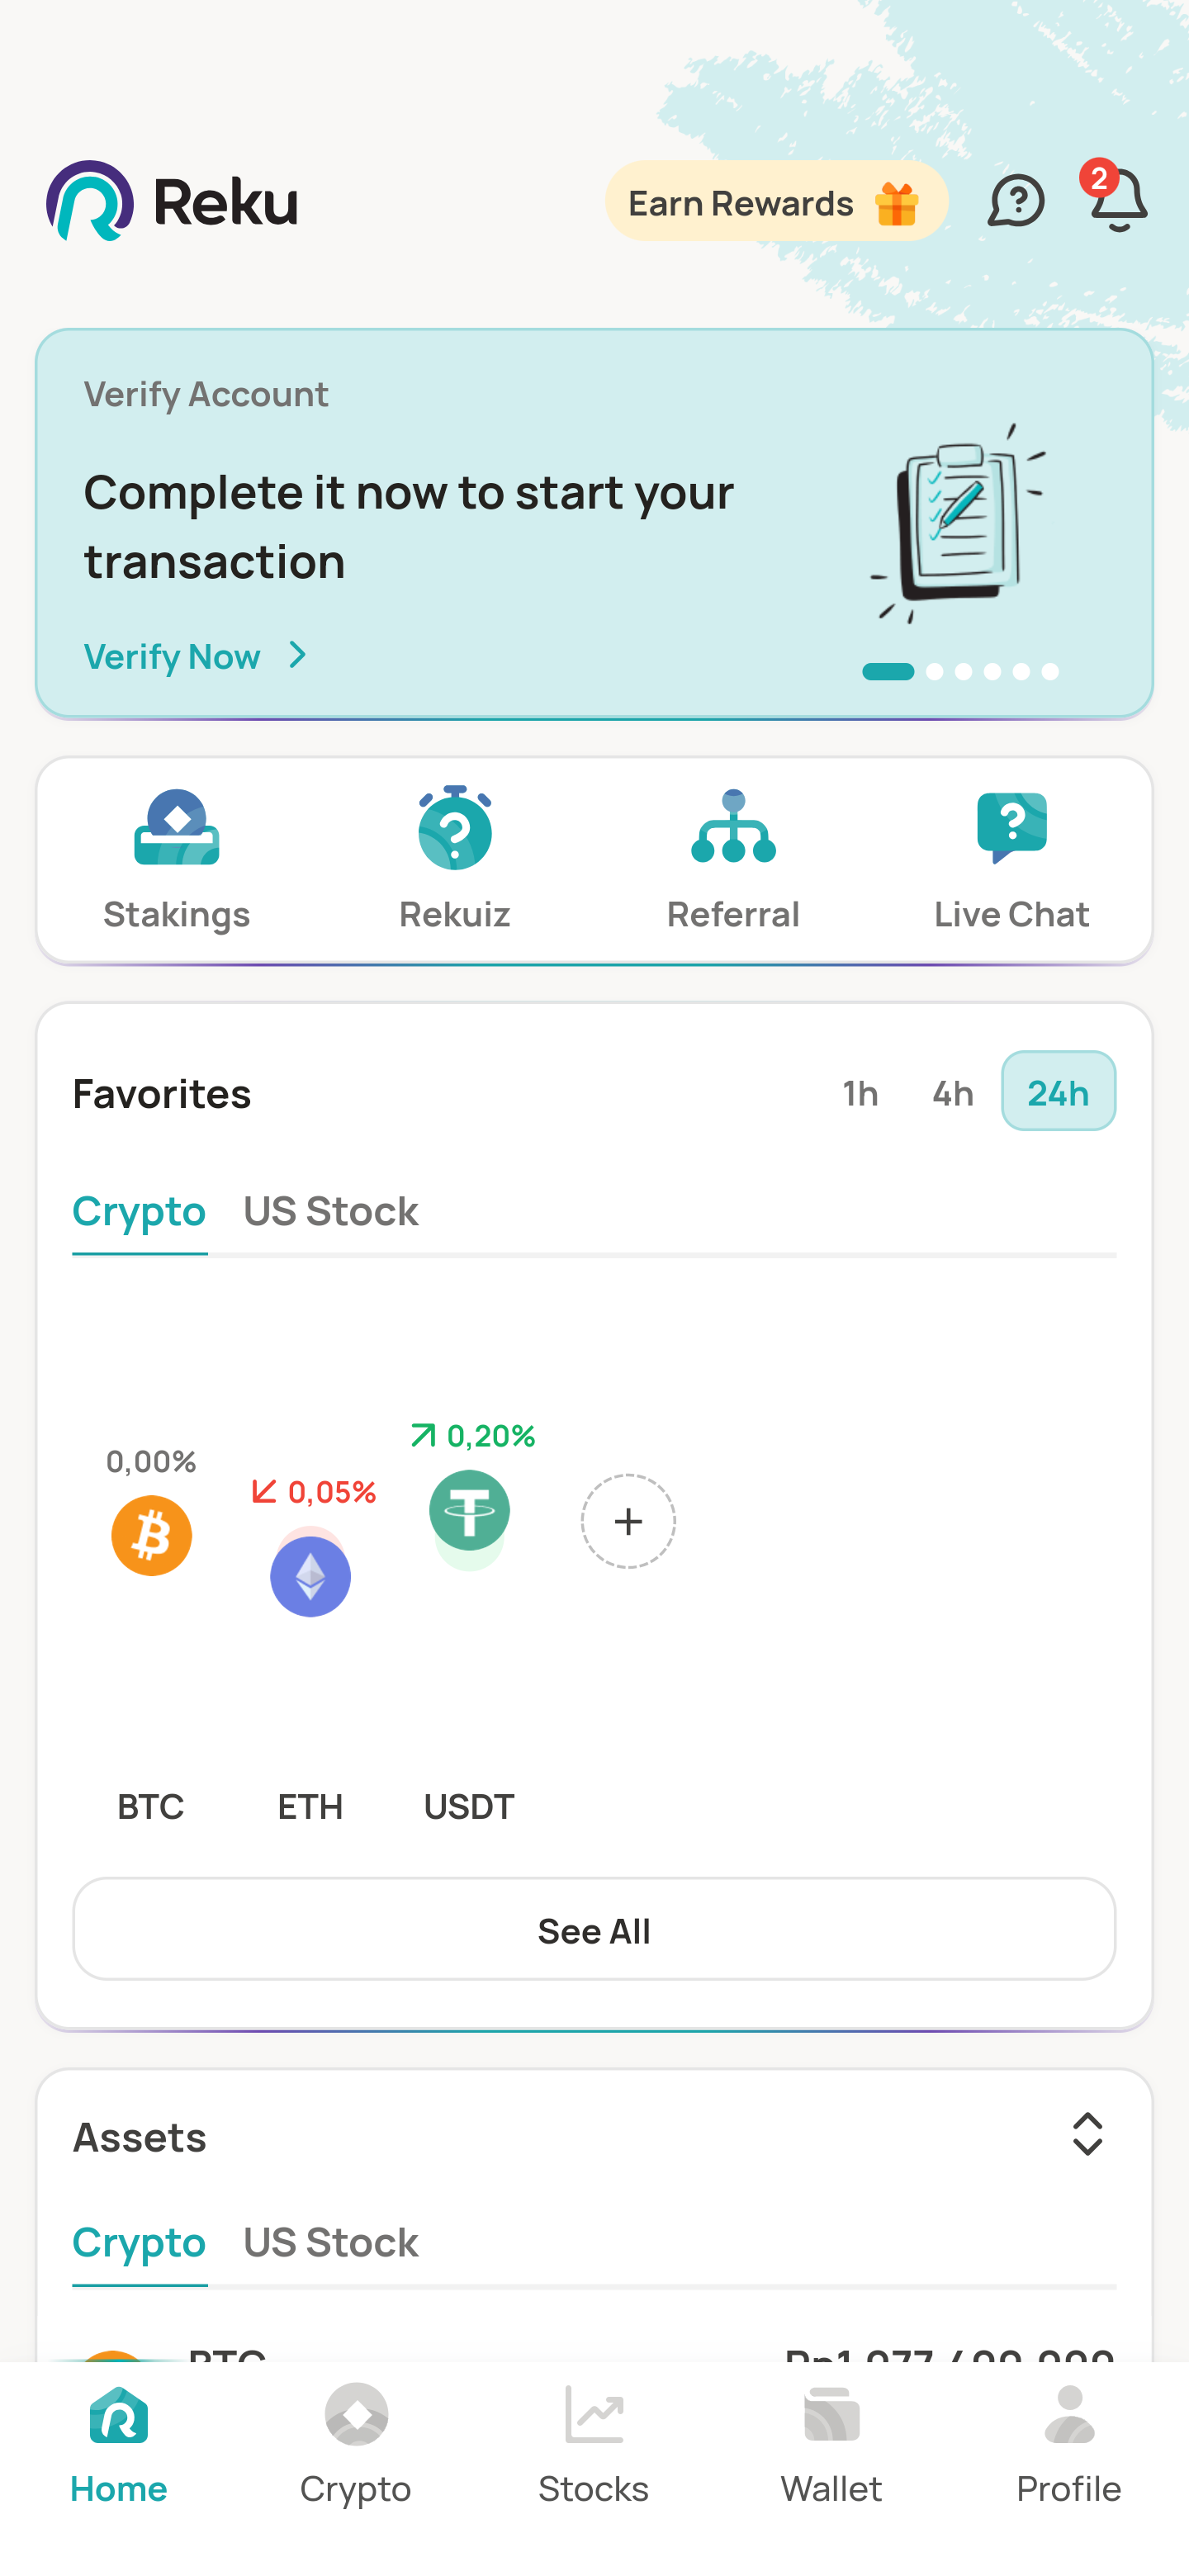 Reku
Earn Rewards
2
Verify Account
Complete it now to start your
transaction
Verify Now
Stakings
Rekuiz
Referral
Live Chat
Favorites
1h
4h
24h
Crypto
US Stock
0,00%
0,05%
0,20%
BTC
ETH
USDT
See All
Assets
Crypto
US Stock
BTC
Home
Crypto
Stocks
Wallet
Profile